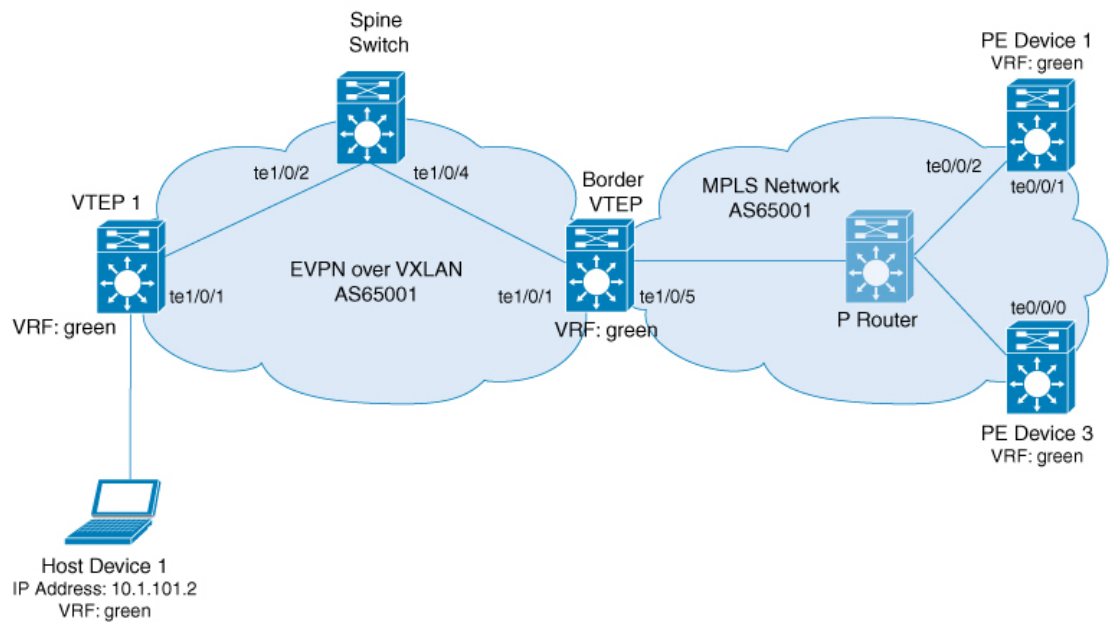 Spine
Switch
PE Device 1
VRF: green
te1/0/2
te1/0/4
te0/0/2
te0/0/1
VTEP 1
Border
VTEP
MPLS Network
AS65001
EVPN over VXLAN
AS65001
te1/0/1
te1/0/1
te1/0/5
te0/0/0
VRF: green
VRF: green
P Router
PE Device 3
VRF: green
Host Device 1
IP Address: 10.1.101.2
VRF: green